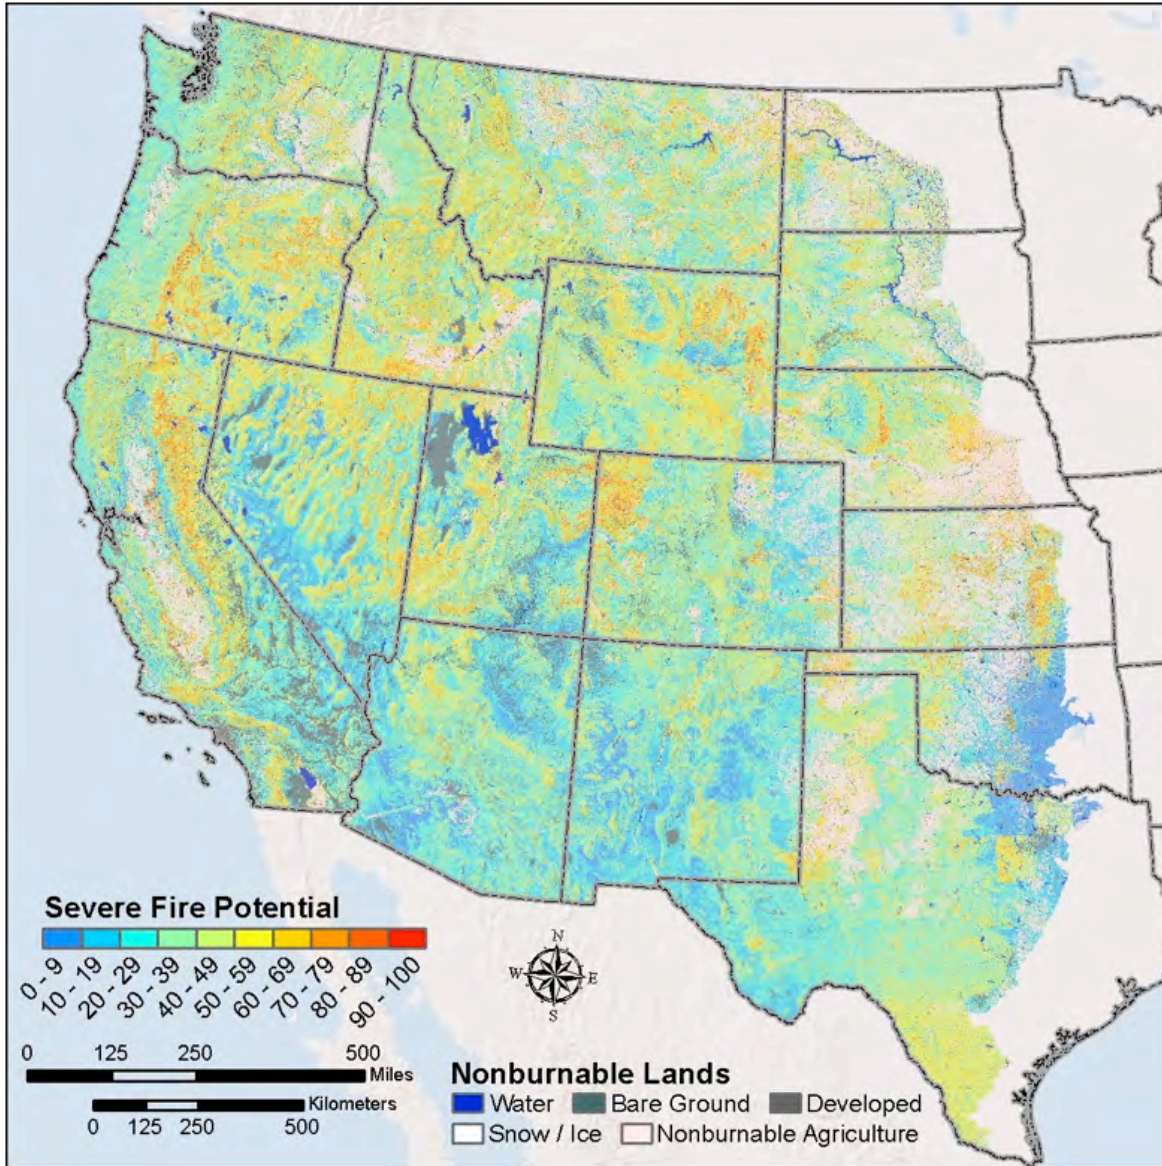 Severe Fire Potential
0 - 9
10 - 19
20 - 29
30 - 39
40 - 49
50 - 59
60 - 69
70 - 79
80 - 89
90 - 100
0 125 250 500
Miles
Kilometers
0 125 250 500
N
W E
S
Nonburnable Lands
Water Bare Ground Developed
Snow / Ice Nonburnable Agriculture